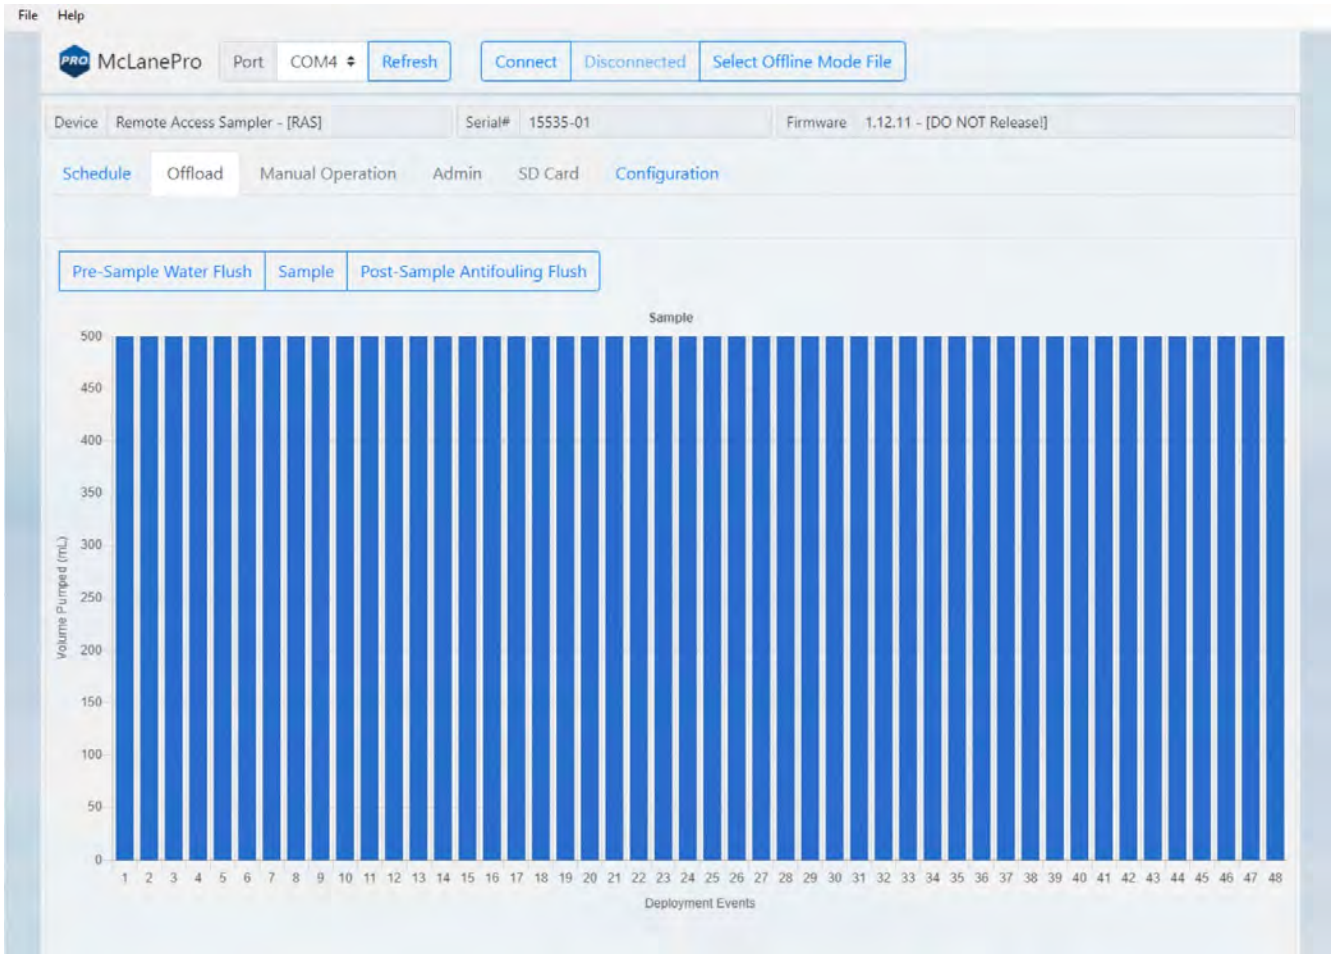 File Help
PRO McLanePro Port COM4 Refresh Connect Disconnected Select Offline Mode File
Device Remote Access Sampler - [RAS] Serial# 15535-01 Firmware 1.12.11 - [DO NOT Release!]
Schedule Offload Manual Operation Admin SD Card Configuration
Pre-Sample Water Flush Sample Post-Sample Antifouling Flush
Sample
500
450
400
350
300
250
200
150
100
50
0
Volume Pumped (mL)
1 2 3 4 5 6 7 8 9 10 11 12 13 14 15 16 17 18 19 20 21 22 23 24 25 26 27 28 29 30 31 32 33 34 35 36 37 38 39 40 41 42 43 44 45 46 47 48
Deployment Events